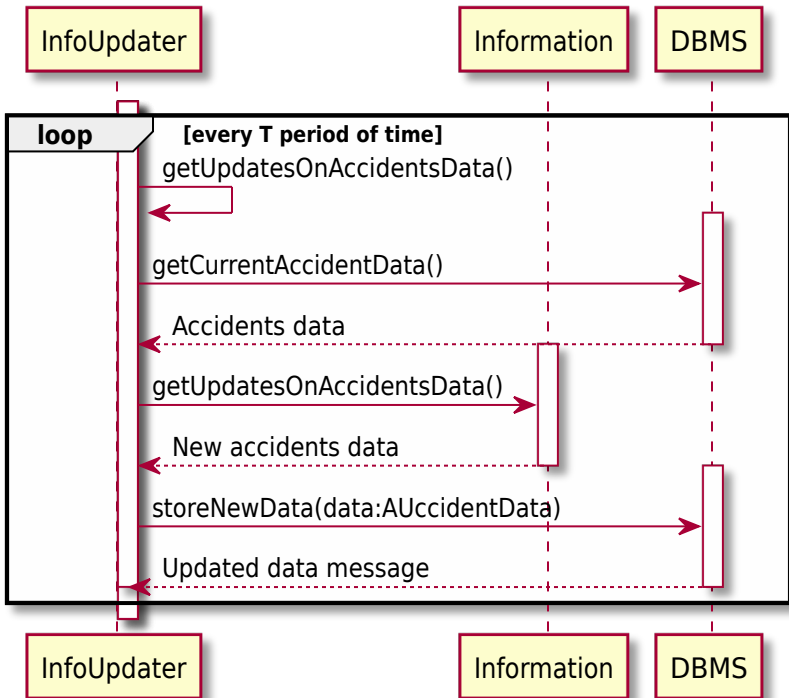 InfoUpdater Information DBMS
loop [every T period of time]
getUpdatesOnAccidentsData()
getCurrentAccidentData()
Accidents data
getUpdatesOnAccidentsData()
New accidents data
storeNewData(data:AUccidentData)
Updated data message
InfoUpdater Information DBMS